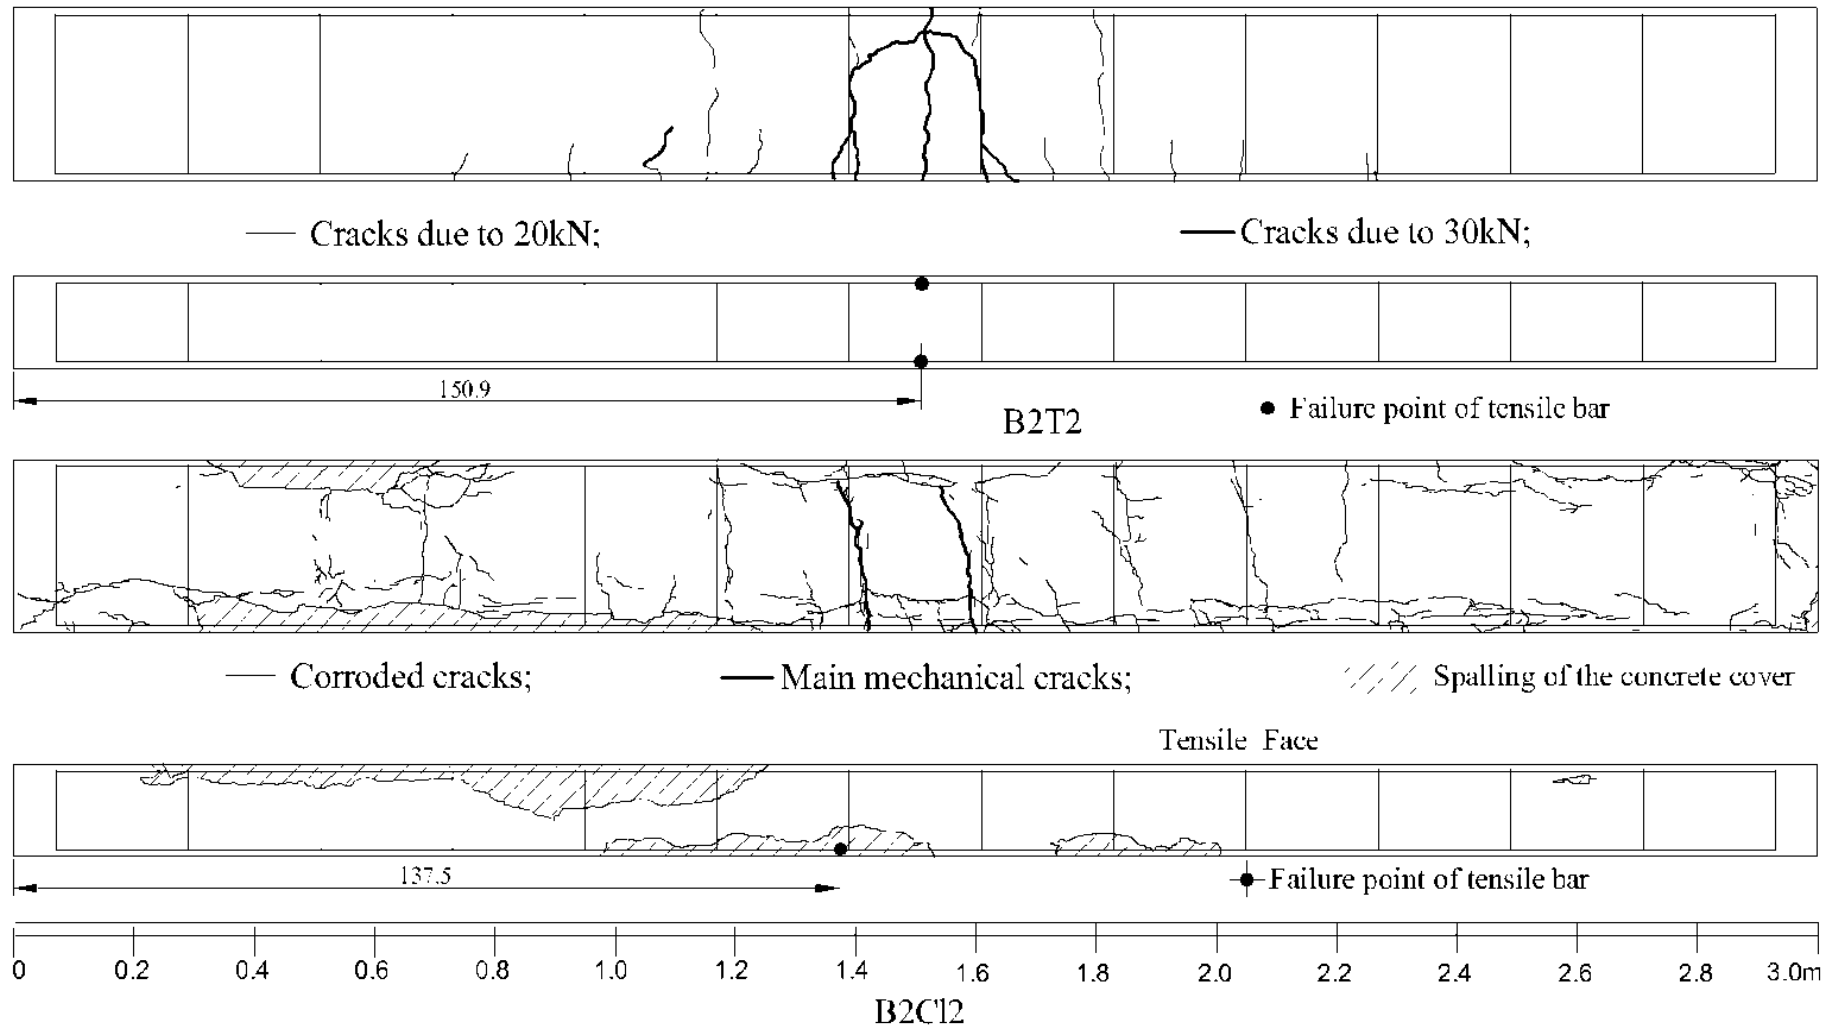 Cracks due to 20kN; Cracks due to 30kN;
150.9
Failure point of tensile bar
B2T2
Corroded cracks; Main mechanical cracks; Spalling of the concrete cover
Tensile Face
137.5
Failure point of tensile bar
0 0.2 0.4 0.6 0.8 1.0 1.2 1.4 1.6 1.8 2.0 2.2 2.4 2.6 2.8 3.0m
B2Cl2